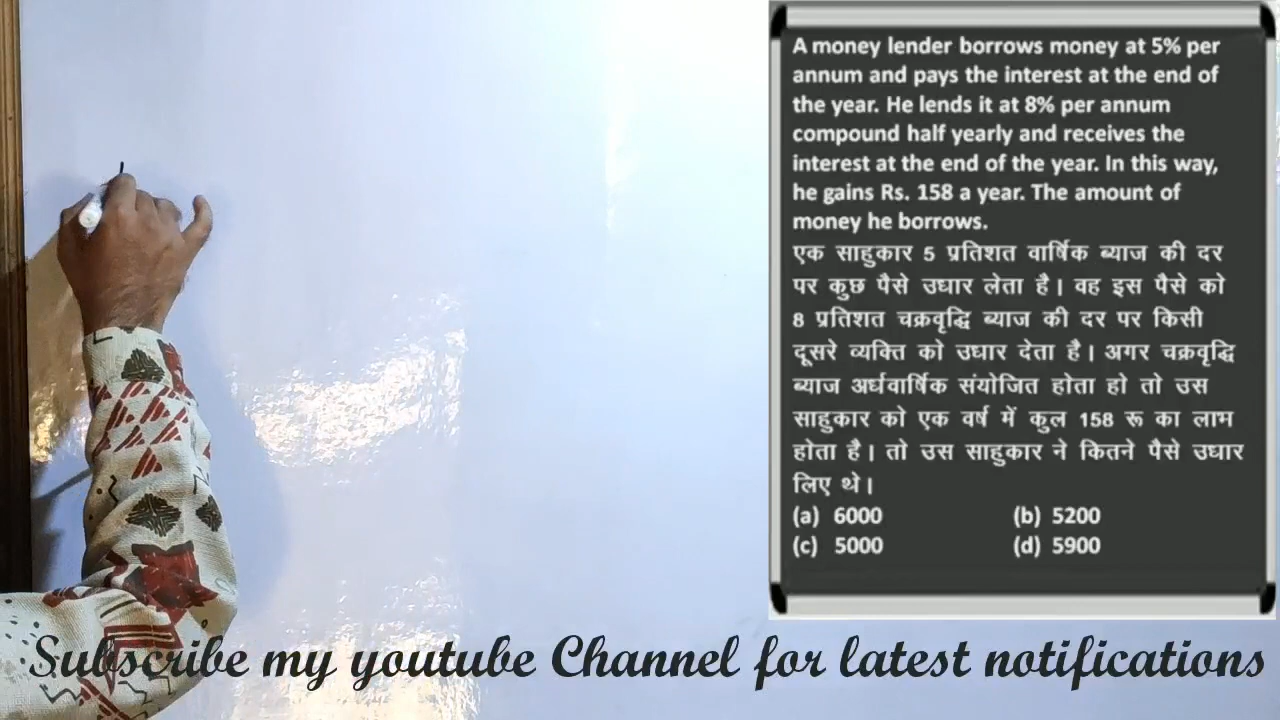 A money lender borrows money at 5% per
annum and pays the interest at the end of
the year. He lends it at 8% per annum
compound half yearly and receives the
interest at the end of the year. In this way,
he gains Rs. 158 a year. The amount of
money he borrows.
एक साहुकार 5 प्रतिशत वार्षिक ब्याज की दर
पर कुछ पैसे उधार लेता है। वह इस पैसे को
8 प्रतिशत चक्रवृद्धि ब्याज की दर पर किसी
दूसरे व्यक्ति को उधार देता है। अगर चक्रवृद्धि
ब्याज अर्धवार्षिक संयोजित होता हो तो उस
साहुकार को एक वर्ष में कुल 158 रू का लाभ
होता है। तो उस साहुकार ने कितने पैसे उधार
लिए थे।
(a) 6000 (b) 5200
(c) 5000 (d) 5900
Subscribe my youtube Channel for latest notifications